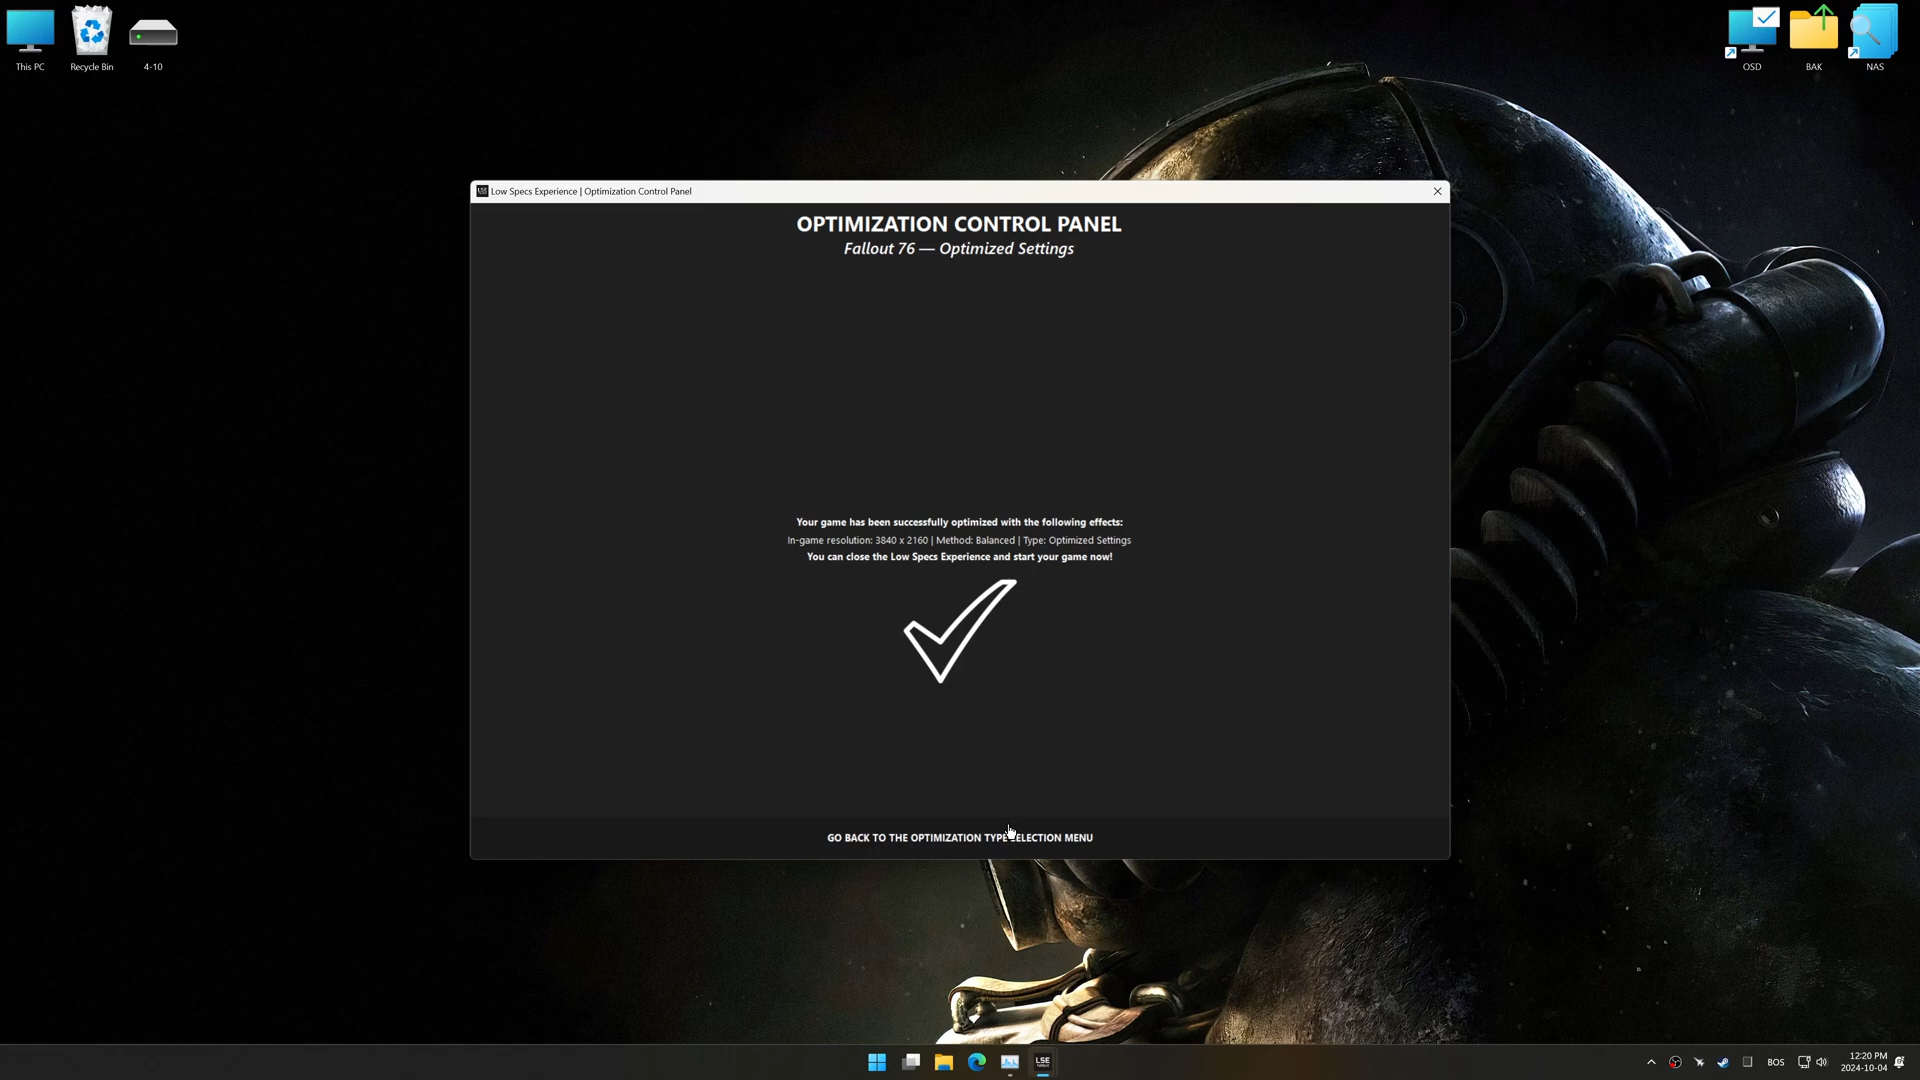 This PC
Recycle Bin
4-10
OSD
BAK
NAS
Low Specs Experience | Optimization Control Panel
OPTIMIZATION CONTROL PANEL
Fallout 76 — Optimized Settings
Your game has been successfully optimized with the following effects:
In-game resolution: 3840 x 2160 | Method: Balanced | Type: Optimized Settings
You can close the Low Specs Experience and start your game now!
GO BACK TO THE OPTIMIZATION TYPE SELECTION MENU
LSE
BOS
12:20 PM
2024-10-04